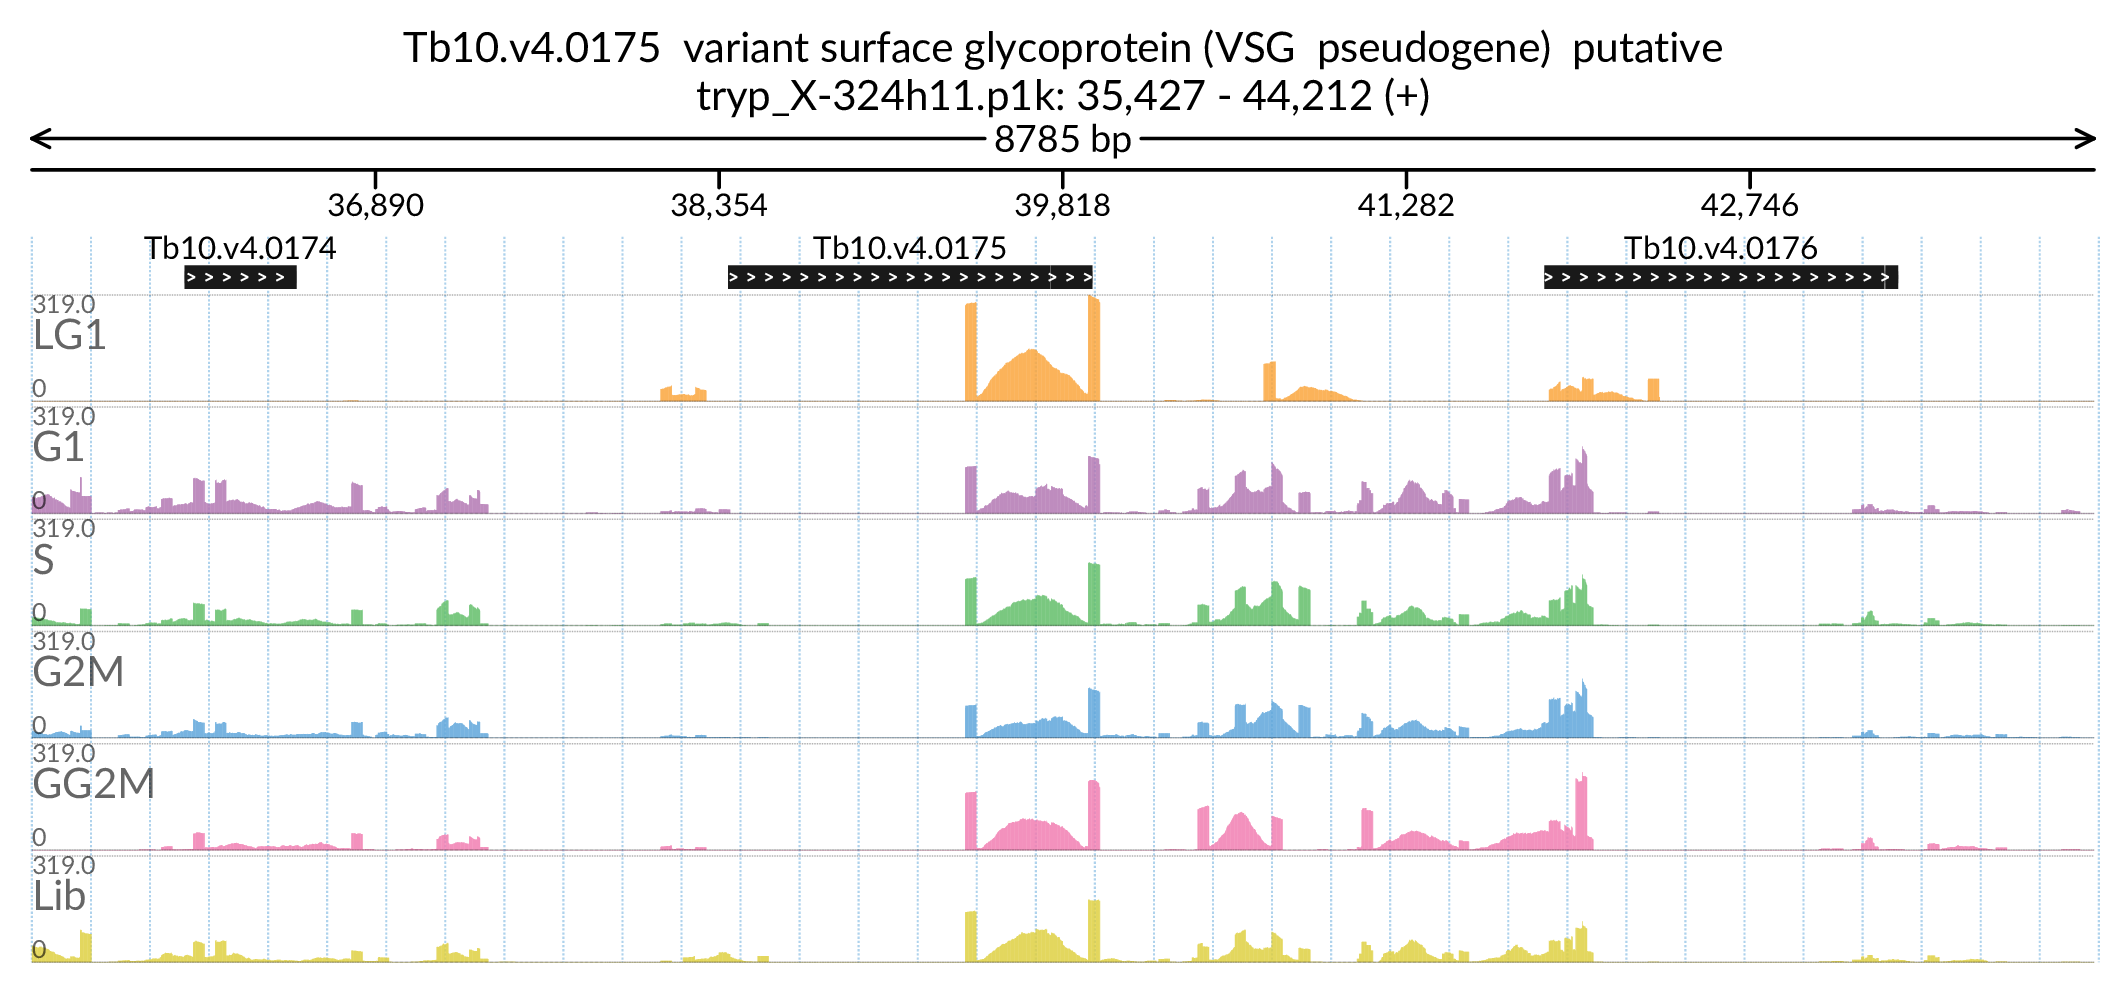 Tb10.v4.0175 variant surface glycoprotein (VSG pseudogene) putative
tryp_X-324h11.p1k: 35,427 - 44,212 (+)
8785 bp
36,890 38,354 39,818 41,282 42,746
Tb10.v4.0174 Tb10.v4.0175 Tb10.v4.0176
319.0
LG1
0
319.0
G1
0
319.0
S
0
319.0
G2M
0
319.0
GG2M
0
319.0
Lib
0